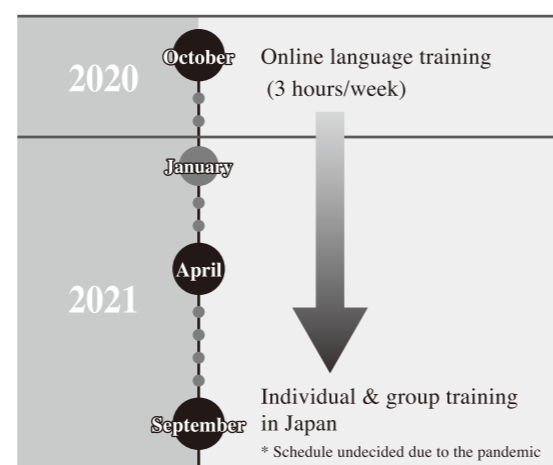 2020
October
Online language training
(3 hours/week)
January
2021
April
September
Individual & group training
in Japan
* Schedule undecided due to the pandemic